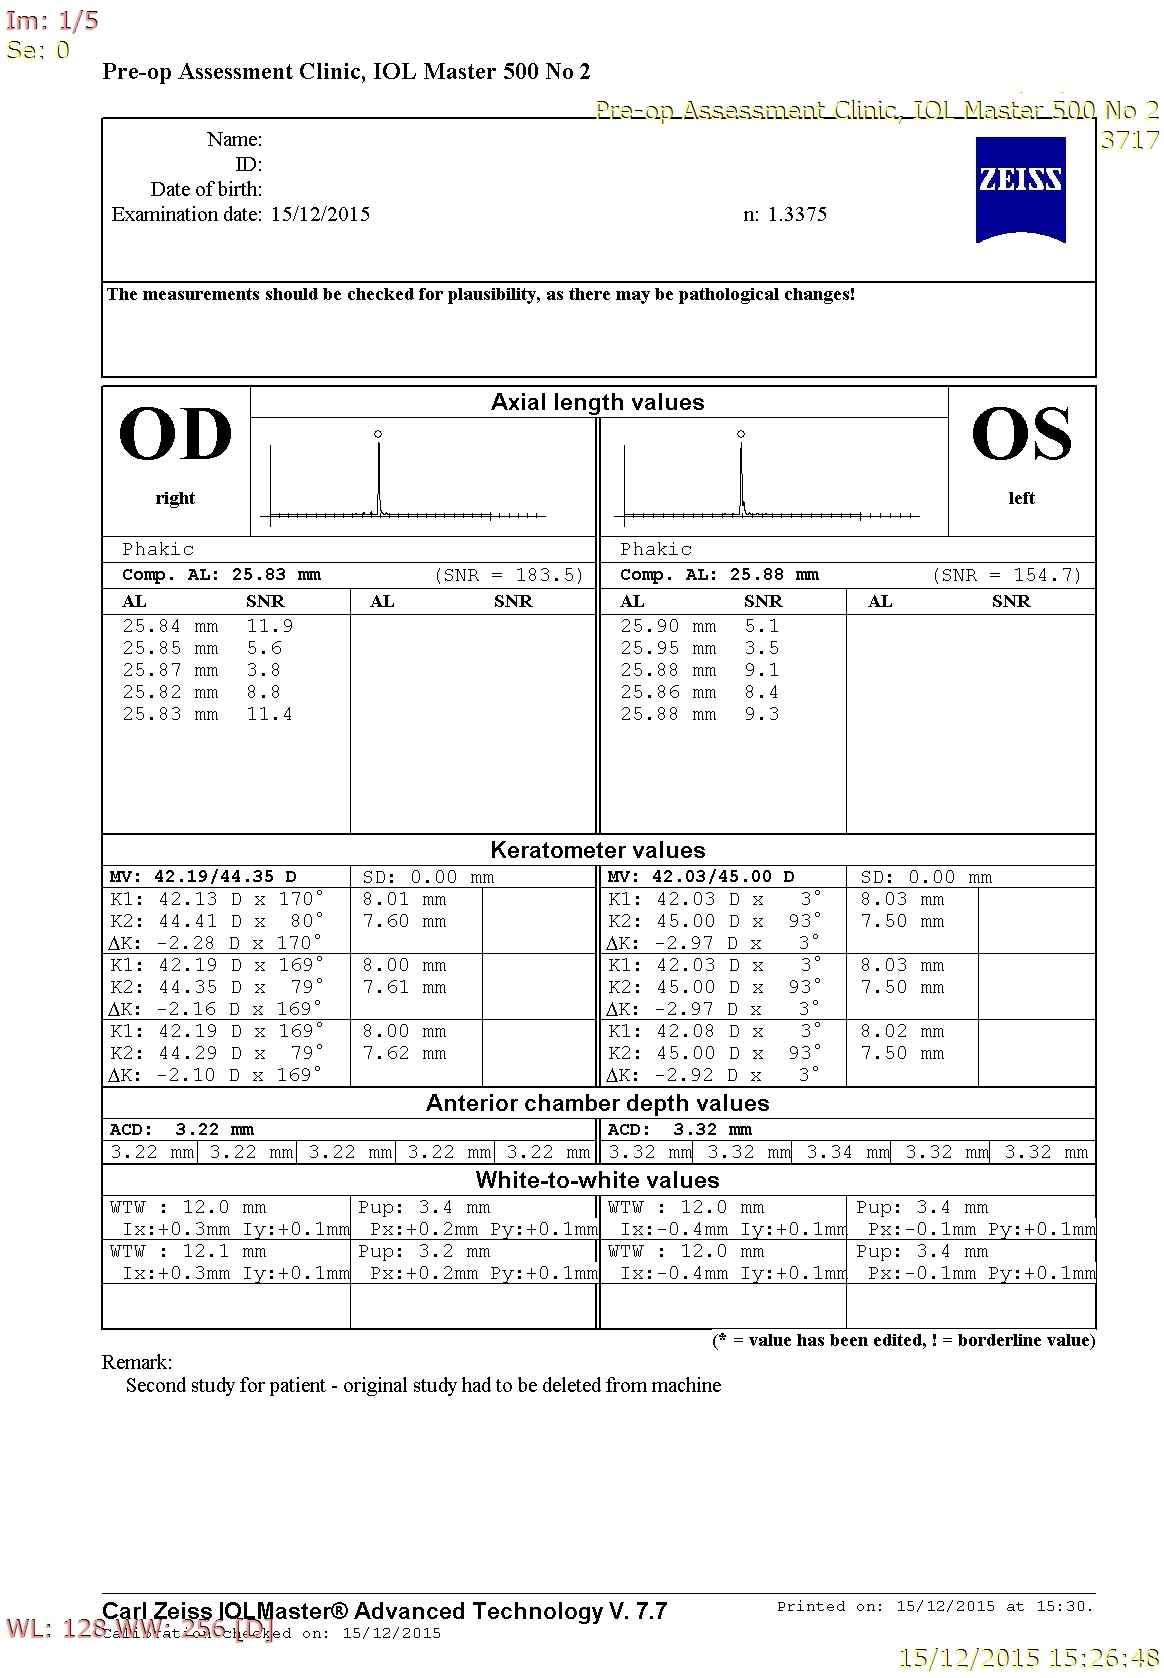 Im: 1/5
Se: 0
Pre-op Assessment Clinic, IOL Master 500 No 2
Pre-op Assessment Clinic, IOL Master 500 No 2
3717
Name:
ID:
Date of birth:
Examination date: 15/12/2015 n: 1.3375
ZEISS
The measurements should be checked for plausibility, as there may be pathological changes!
OD right Axial length values OS left
Phakic Phakic
Comp. AL: 25.83 mm (SNR = 183.5) Comp. AL: 25.88 mm (SNR = 154.7)
AL SNR AL SNR AL SNR AL SNR
25.84 mm 11.9 25.90 mm 5.1
25.85 mm 5.6 25.95 mm 3.5
25.87 mm 3.8 25.88 mm 9.1
25.82 mm 8.8 25.86 mm 8.4
25.83 mm 11.4 25.88 mm 9.3
Keratometer values
MV: 42.19/44.35 D SD: 0.00 mm MV: 42.03/45.00 D SD: 0.00 mm
K1: 42.13 D x 170° 8.01 mm K1: 42.03 D x 3° 8.03 mm
K2: 44.41 D x 80° 7.60 mm K2: 45.00 D x 93° 7.50 mm
ΔK: -2.28 D x 170° ΔK: -2.97 D x 3°
K1: 42.19 D x 169° 8.00 mm K1: 42.03 D x 3° 8.03 mm
K2: 44.35 D x 79° 7.61 mm K2: 45.00 D x 93° 7.50 mm
ΔK: -2.16 D x 169° ΔK: -2.97 D x 3°
K1: 42.19 D x 169° 8.00 mm K1: 42.08 D x 3° 8.02 mm
K2: 44.29 D x 79° 7.62 mm K2: 45.00 D x 93° 7.50 mm
ΔK: -2.10 D x 169° ΔK: -2.92 D x 3°
Anterior chamber depth values
ACD: 3.22 mm ACD: 3.32 mm
3.22 mm 3.22 mm 3.22 mm 3.22 mm 3.22 mm 3.32 mm 3.32 mm 3.34 mm 3.32 mm 3.32 mm
White-to-white values
WTW : 12.0 mm Pup: 3.4 mm WTW : 12.0 mm Pup: 3.4 mm
Ix:+0.3mm Iy:+0.1mm Px:+0.2mm Py:+0.1mm Ix:-0.4mm Iy:+0.1mm Px:-0.1mm Py:+0.1mm
WTW : 12.1 mm Pup: 3.2 mm WTW : 12.0 mm Pup: 3.4 mm
Ix:+0.3mm Iy:+0.1mm Px:+0.2mm Py:+0.1mm Ix:-0.4mm Iy:+0.1mm Px:-0.1mm Py:+0.1mm
(* = value has been edited, ! = borderline value)
Remark:
Second study for patient - original study had to be deleted from machine
Carl Zeiss IOLMaster® Advanced Technology V. 7.7 Printed on: 15/12/2015 at 15:30.
WL: 128 WW: 256 [D]
Calibration checked on: 15/12/2015
15/12/2015 15:26:48